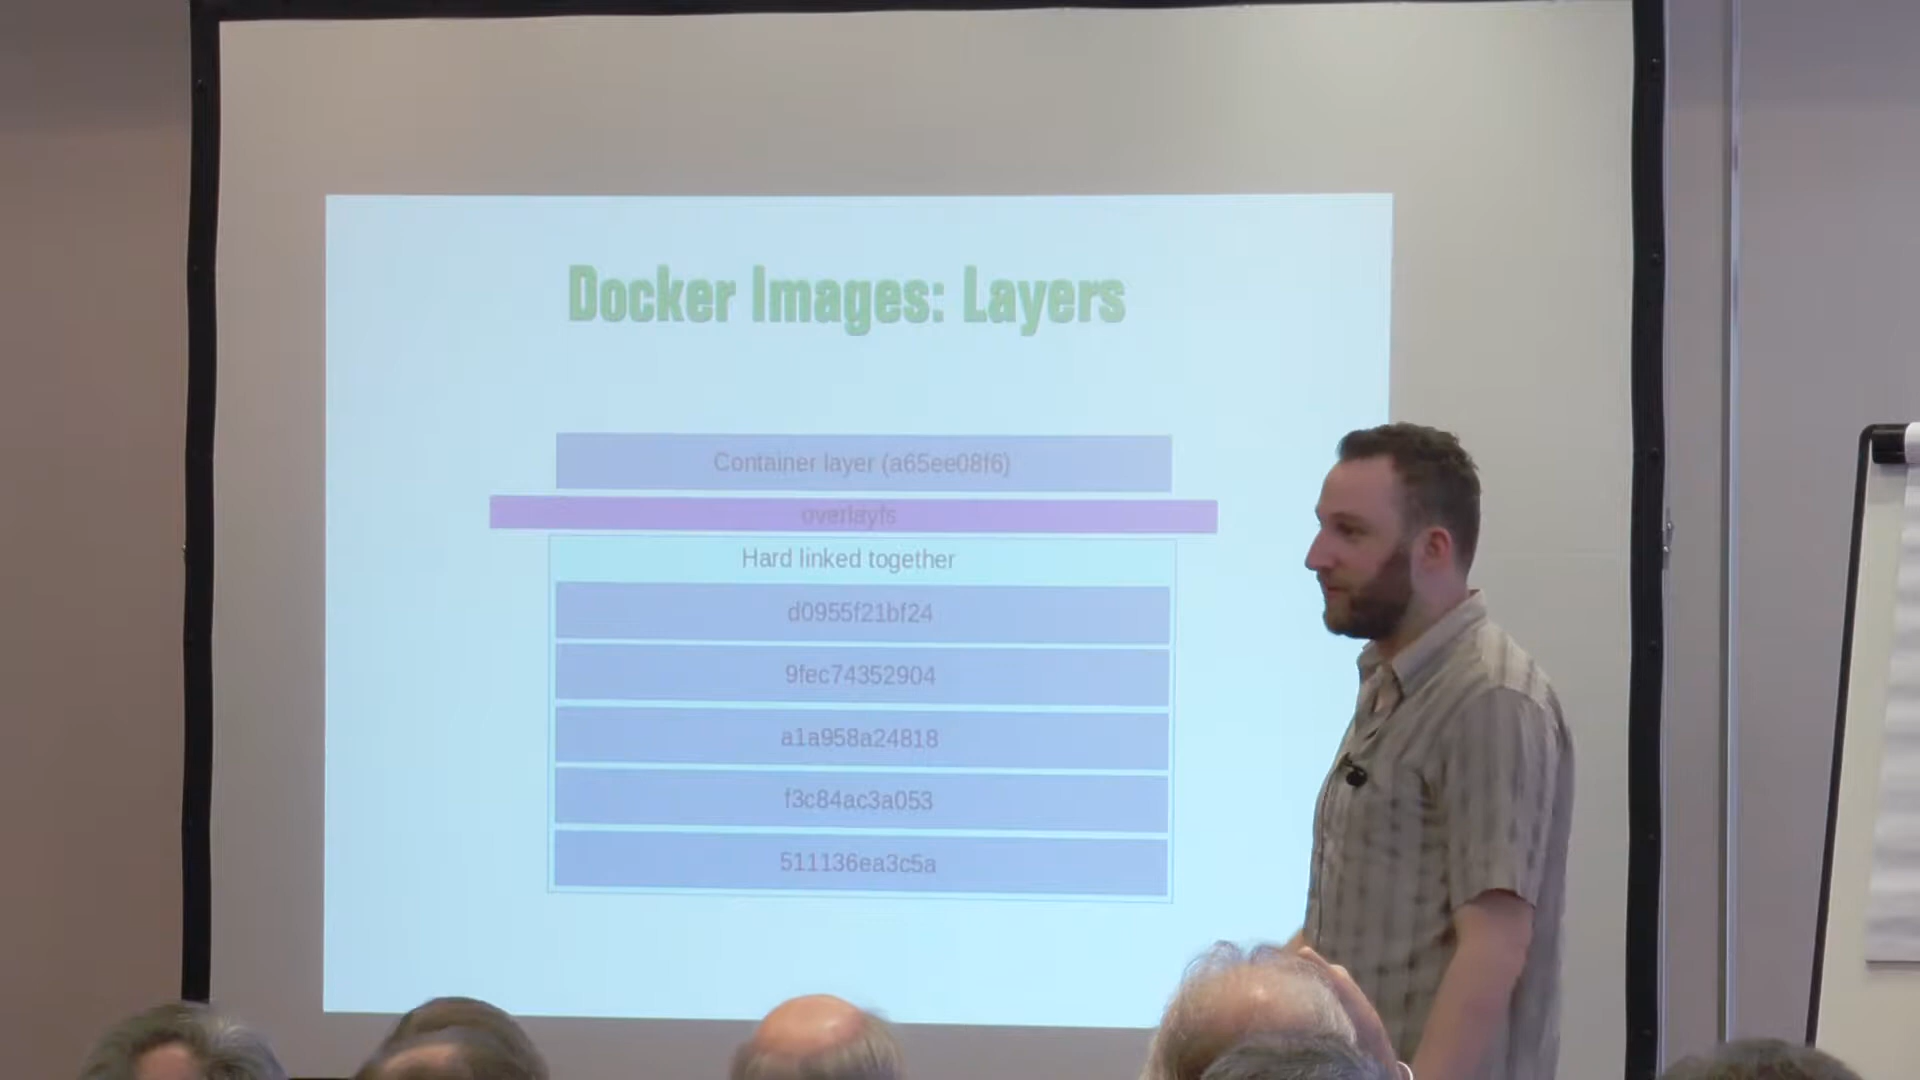 Docker Images: Layers
Container layer (a65ee08f6)
overlayfs
Hard linked together
d0955f21bf24
9fec74352904
a1a958a24818
f3c84ac3a053
511136ea3c5a